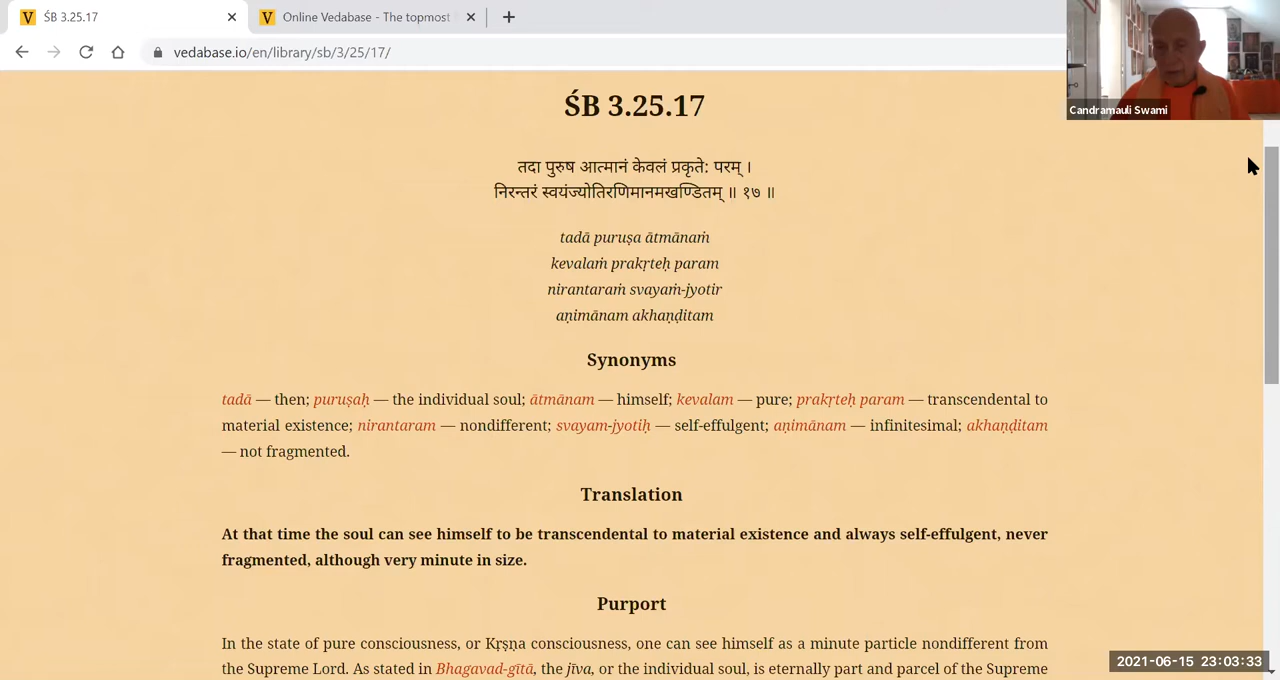 ŚB 3.25.17
Online Vedabase - The topmost
vedabase.io/en/library/sb/3/25/17/
Candramauli Swami
ŚB 3.25.17
तदा पुरुष आत्मानं केवलं प्रकृते: परम् ।
निरन्तरं स्वयंज्योतिरणिमानमखण्डितम् ॥ १७ ॥
tadā puruṣa ātmānaṁ
kevalaṁ prakṛteḥ param
nirantaraṁ svayaṁ-jyotir
aṇimānam akhaṇḍitam
Synonyms
tadā — then; puruṣaḥ — the individual soul; ātmānam — himself; kevalam — pure; prakṛteḥ param — transcendental to
material existence; nirantaram — nondifferent; svayam-jyotiḥ — self-effulgent; aṇimānam — infinitesimal; akhaṇḍitam
— not fragmented.
Translation
At that time the soul can see himself to be transcendental to material existence and always self-effulgent, never
fragmented, although very minute in size.
Purport
In the state of pure consciousness, or Kṛṣṇa consciousness, one can see himself as a minute particle nondifferent from
the Supreme Lord. As stated in Bhagavad-gītā, the jīva, or the individual soul, is eternally part and parcel of the Supreme
2021-06-15 23:03:33